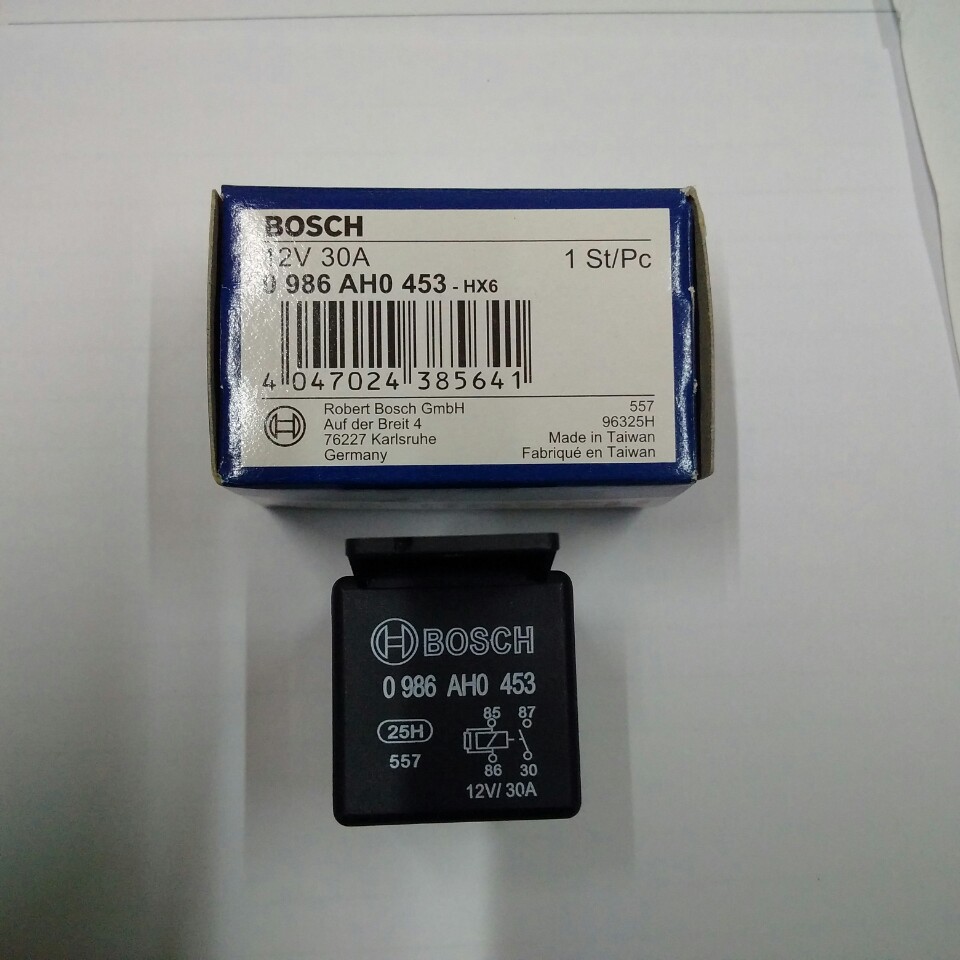 BOSCH
12V 30A 1 St/Pc
0 986 AH0 453 - HX6
4 047024 385641
Robert Bosch GmbH 557
Auf der Breit 4 96325H
76227 Karlsruhe Made in Taiwan
Germany Fabriqué en Taiwan
BOSCH
0 986 AH0 453
85 87
25H
557
86 30
12V/ 30A